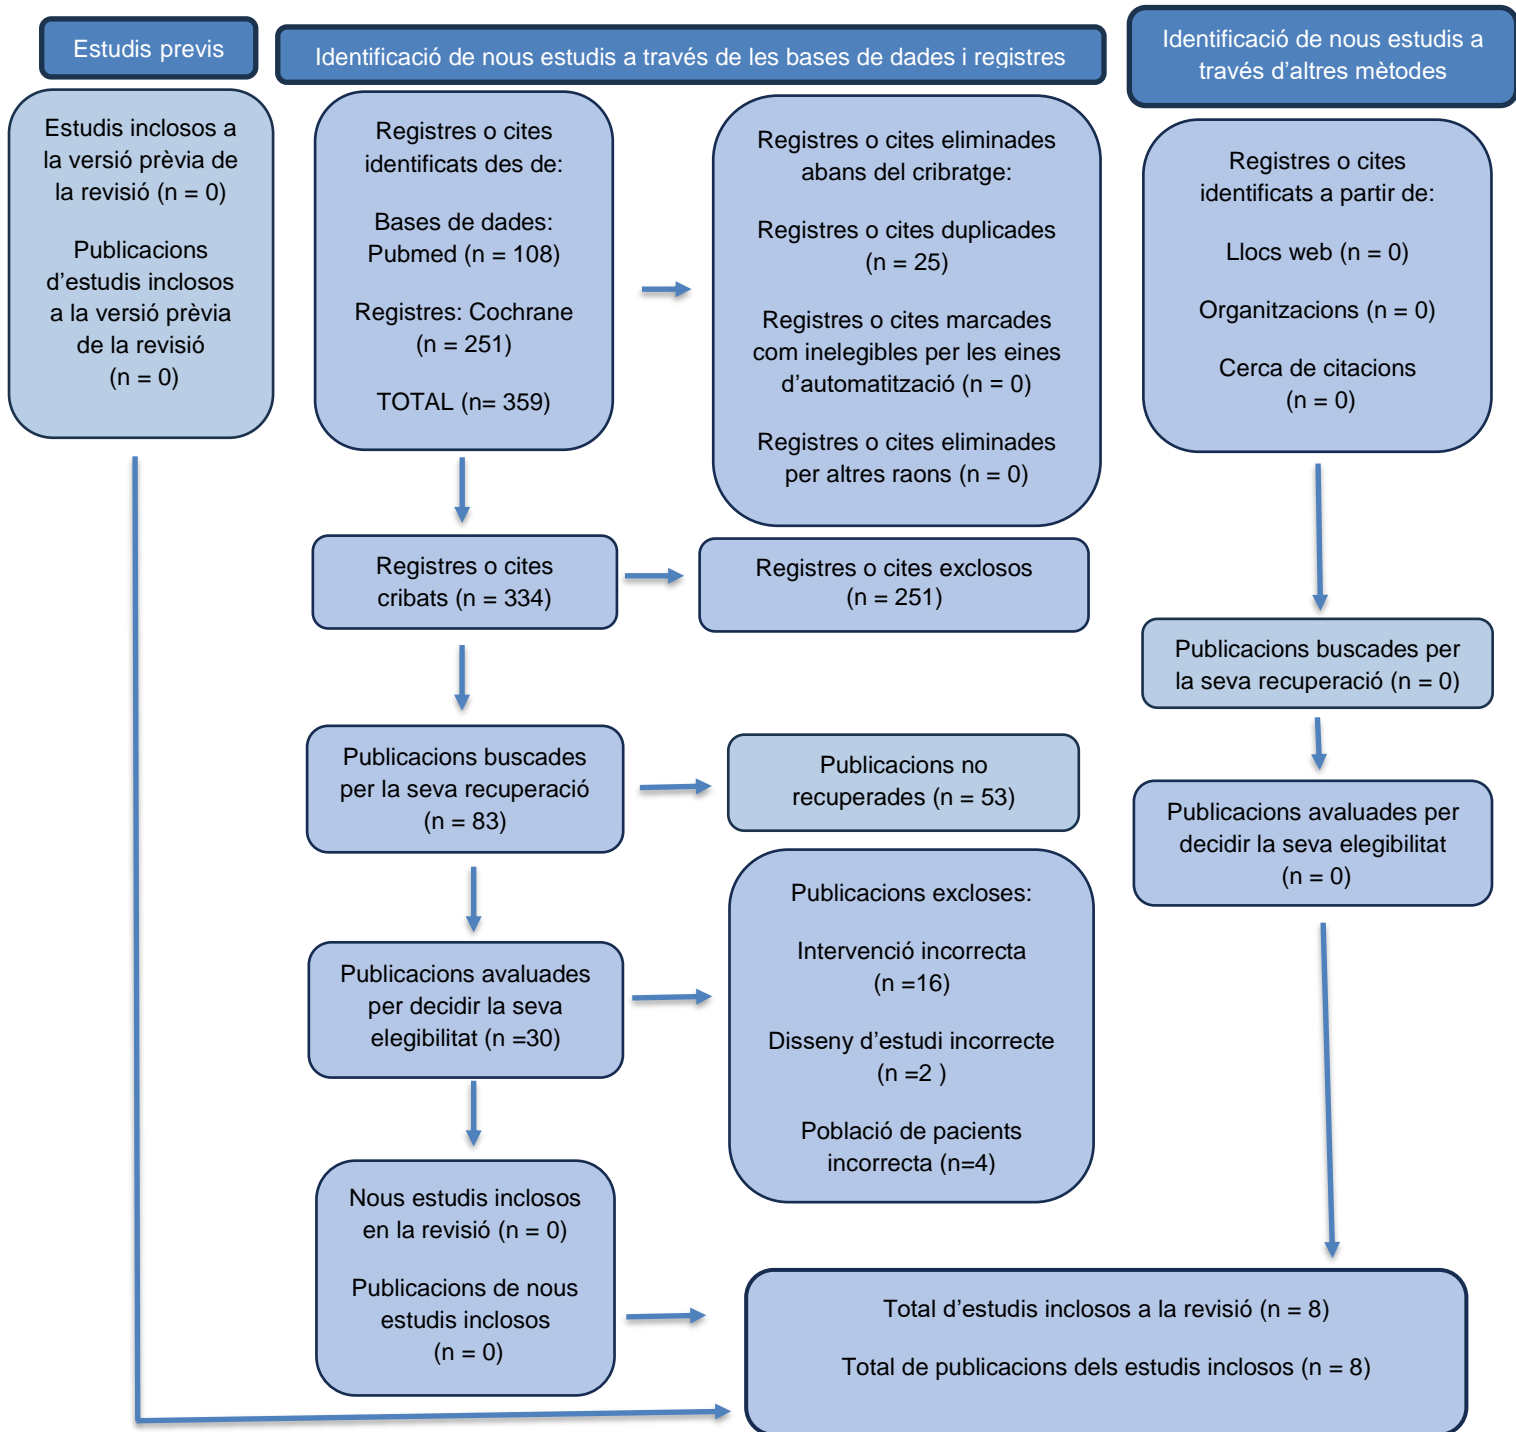 Estudis previs
Identificació de nous estudis a través de les bases de dades i registres
Identificació de nous estudis a
través d’altres mètodes
Estudis inclosos a
la versió prèvia de
la revisió (n = 0)
Publicacions
d’estudis inclosos
a la versió prèvia
de la revisió
(n = 0)
Registres o cites
identificats des de:
Bases de dades:
Pubmed (n = 108)
Registres: Cochrane
(n = 251)
TOTAL (n= 359)
Registres o cites eliminades
abans del cribratge:
Registres o cites duplicades
(n = 25)
Registres o cites marcades
com inelegibles per les eines
d’automatització (n = 0)
Registres o cites eliminades
per altres raons (n = 0)
Registres o cites
identificats a partir de:
Llocs web (n = 0)
Organitzacions (n = 0)
Cerca de citacions
(n = 0)
Registres o cites
cribats (n = 334)
Registres o cites exclosos
(n = 251)
Publicacions buscades per
la seva recuperació (n = 0)
Publicacions buscades
per la seva recuperació
(n = 83)
Publicacions no
recuperades (n = 53)
Publicacions avaluades per
decidir la seva elegibilitat
(n = 0)
Publicacions avaluades
per decidir la seva
elegibilitat (n =30)
Publicacions excloses:
Intervenció incorrecta
(n =16)
Disseny d’estudi incorrecte
(n =2 )
Població de pacients
incorrecta (n=4)
Nous estudis inclosos
en la revisió (n = 0)
Publicacions de nous
estudis inclosos
(n = 0)
Total d’estudis inclosos a la revisió (n = 8)
Total de publicacions dels estudis inclosos (n = 8)